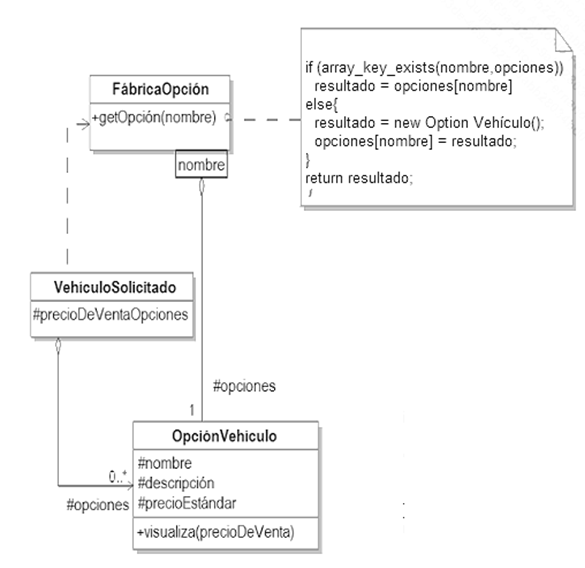 FábricaOpción
+getOpción(nombre)
nombre
if (array_key_exists(nombre,opciones))
resultado = opciones[nombre]
else{
resultado = new Option Vehículo();
opciones[nombre] = resultado;
}
return resultado;
VehiculoSolicitado
#precioDeVentaOpciones
#opciones
1
OpciónVehiculo
#nombre
#descripción
#precioEstándar
+visualiza(precioDeVenta)
0..*
#opciones